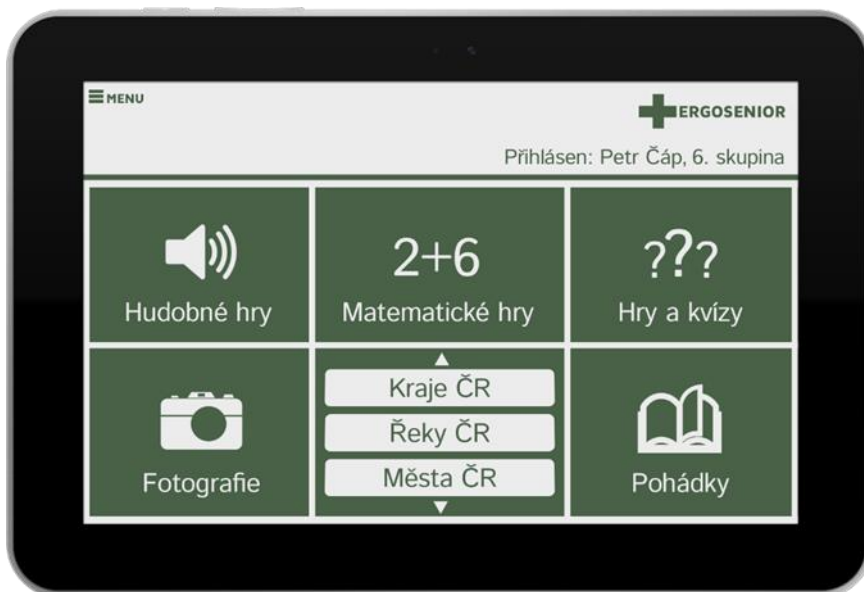 MENU
ERGOSENIOR
Přihlásen: Petr Čáp, 6. skupina
Hudobné hry
2+6
Matematické hry
???
Hry a kvízy
Fotografie
Kraje ČR
Řeky ČR
Města ČR
Pohádky